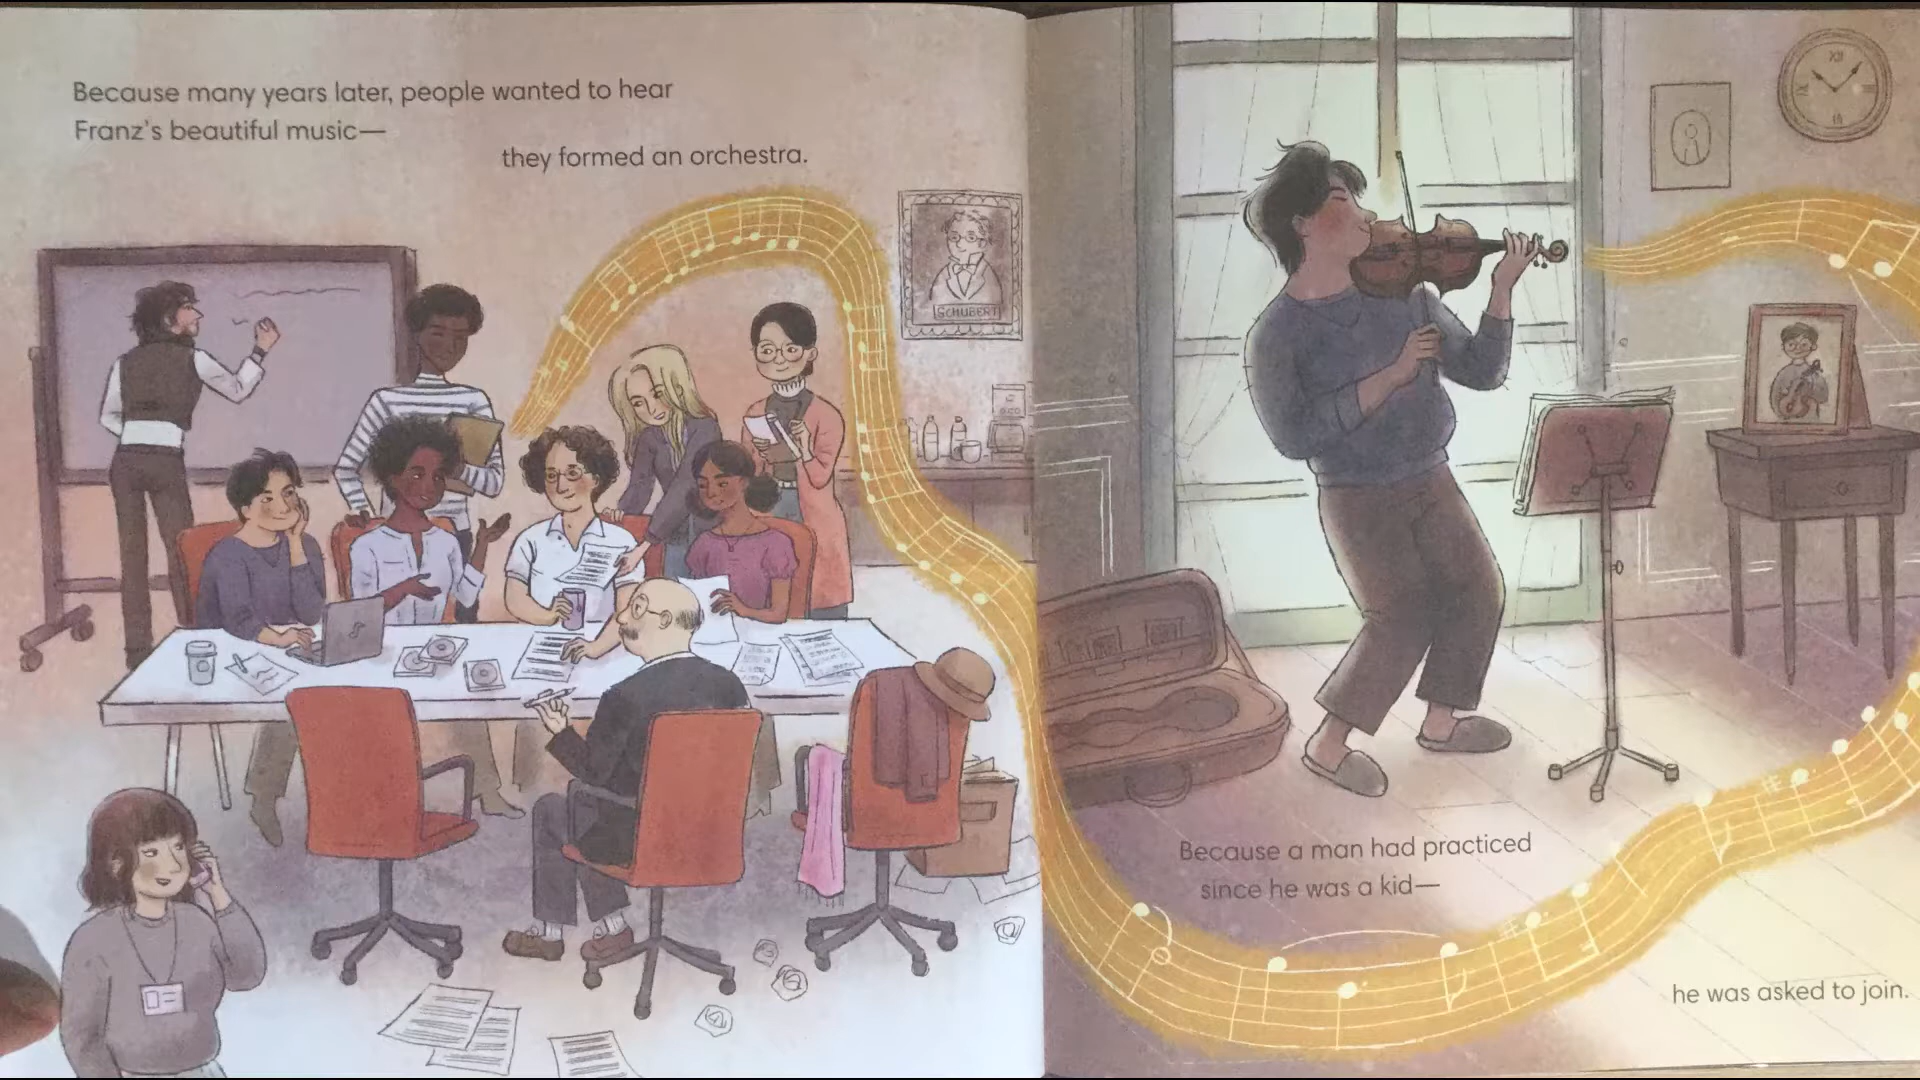 Because many years later, people wanted to hear
Franz's beautiful music—
they formed an orchestra.
SCHUBERT
XII
Because a man had practiced
since he was a kid—
he was asked to join.